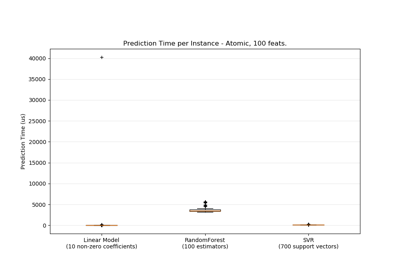 Prediction Time per Instance - Atomic, 100 feats.
Prediction Time (us)
40000
35000
30000
25000
20000
15000
10000
5000
0
Linear Model
(10 non-zero coefficients)
RandomForest
(100 estimators)
SVR
(700 support vectors)